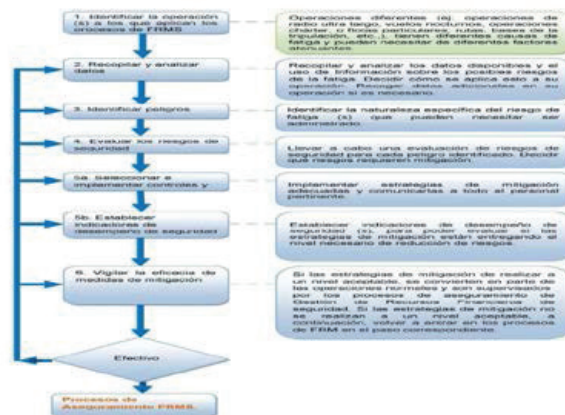 1. Identificar la operación
(s) a los que aplican los
procesos de FRMS
Operaciones diferentes (ej. operaciones de
radio ultra largo, vuelos nocturnos, operaciones
chárter, o flotas particulares, rutas, bases de la
tripulación, etc.), tienen diferentes causas de
fatiga y pueden necesitar de diferentes factores
atenuantes.
2. Recopilar y analizar
datos
Recopilar y analizar los datos disponibles y el
uso de Información sobre los posibles riesgos
de la fatiga. Decidir cómo se aplica esto a su
operación. Recoger datos adicionales en su
operación si es necesario.
3. Identificar peligros
Identificar la naturaleza específica del riesgo de
fatiga (s) que pueden necesitar ser
administrado.
4. Evaluar los riesgos de
seguridad
Llevar a cabo una evaluación de riesgos de
seguridad para cada peligro identificado. Decidir
qué riesgos requieren mitigación.
5a. Seleccionar e
implementar controles y
Implementar estrategias de mitigación
adecuadas y comunicarlas a todo el personal
pertinente.
5b. Establecer
indicadores de
desempeño de seguridad
Establecer indicadores de desempeño de
seguridad (s), para poder evaluar si las
estrategias de mitigación están entregando el
nivel necesario de reducción de riesgos.
6. Vigilar la eficacia de
medidas de mitigación
Si las estrategias de mitigación de realizar a
un nivel aceptable, se convierten en parte de
las operaciones normales y son supervisados
por los procesos de aseguramiento de
Gestión de Recursos Financieros de
seguridad. Si las estrategias de mitigación no
se realizan a un nivel aceptable, a
continuación, volver a entrar en los procesos
de FRM en el paso correspondiente.
Efectivo
Procesos de
Aseguramiento FRMS.